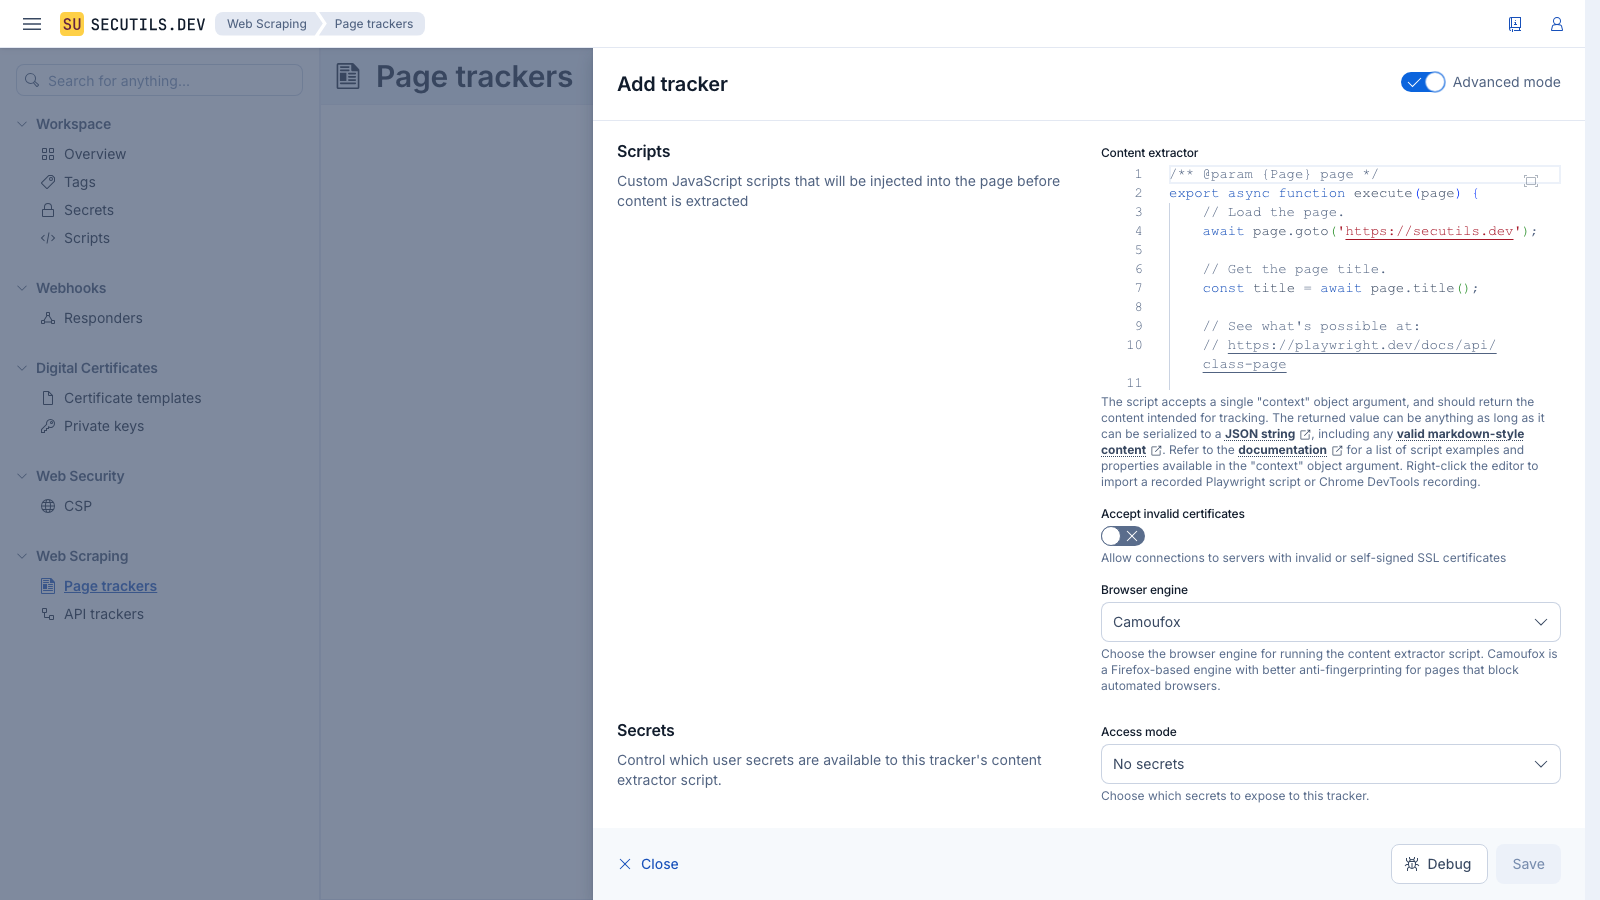 SU SECUTILS.DEV
Web Scraping
Page trackers
Search for anything...
Workspace
Overview
Tags
Secrets
Scripts
Webhooks
Responders
Digital Certificates
Certificate templates
Private keys
Web Security
CSP
Web Scraping
Page trackers
API trackers
Page trackers
Add tracker
Advanced mode
Scripts
Custom JavaScript scripts that will be injected into the page before
content is extracted
Content extractor
1 /** @param {Page} page */
2 export async function execute(page) {
3 // Load the page.
4 await page.goto('https://secutils.dev');
5
6 // Get the page title.
7 const title = await page.title();
8
9 // See what's possible at:
10 // https://playwright.dev/docs/api/
class-page
11
The script accepts a single "context" object argument, and should return the
content intended for tracking. The returned value can be anything as long as it
can be serialized to a JSON string, including any valid markdown-style
content. Refer to the documentation for a list of script examples and
properties available in the "context" object argument. Right-click the editor to
import a recorded Playwright script or Chrome DevTools recording.
Accept invalid certificates
Allow connections to servers with invalid or self-signed SSL certificates
Browser engine
Camoufox
Choose the browser engine for running the content extractor script. Camoufox is
a Firefox-based engine with better anti-fingerprinting for pages that block
automated browsers.
Secrets
Control which user secrets are available to this tracker's content
extractor script.
Access mode
No secrets
Choose which secrets to expose to this tracker.
Close
Debug
Save